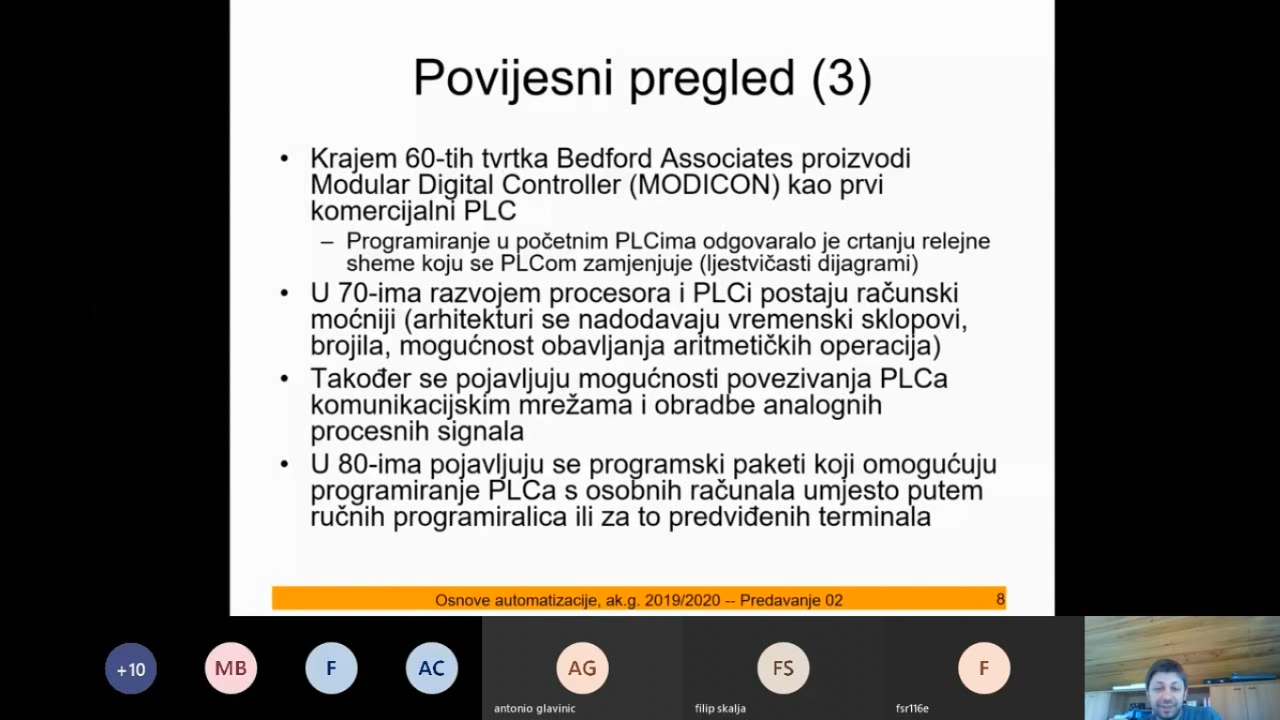 Povijesni pregled (3)
• Krajem 60-tih tvrtka Bedford Associates proizvodi
Modular Digital Controller (MODICON) kao prvi
komercijalni PLC
– Programiranje u početnim PLCima odgovaralo je crtanju relejne
sheme koju se PLCom zamjenjuje (ljestvičasti dijagrami)
• U 70-ima razvojem procesora i PLCi postaju računski
moćniji (arhitekturi se nadodavaju vremenski sklopovi,
brojila, mogućnost obavljanja aritmetičkih operacija)
• Također se pojavljuju mogućnosti povezivanja PLCa
komunikacijskim mrežama i obradbe analognih
procesnih signala
• U 80-ima pojavljuju se programski paketi koji omogućuju
programiranje PLCa s osobnih računala umjesto putem
ručnih programiralica ili za to predviđenih terminala
Osnove automatizacije, ak.g. 2019/2020 -- Predavanje 02
8
+10
MB
F
AC
AG
FS
F
antonio glavinic
filip skalja
fsr116e